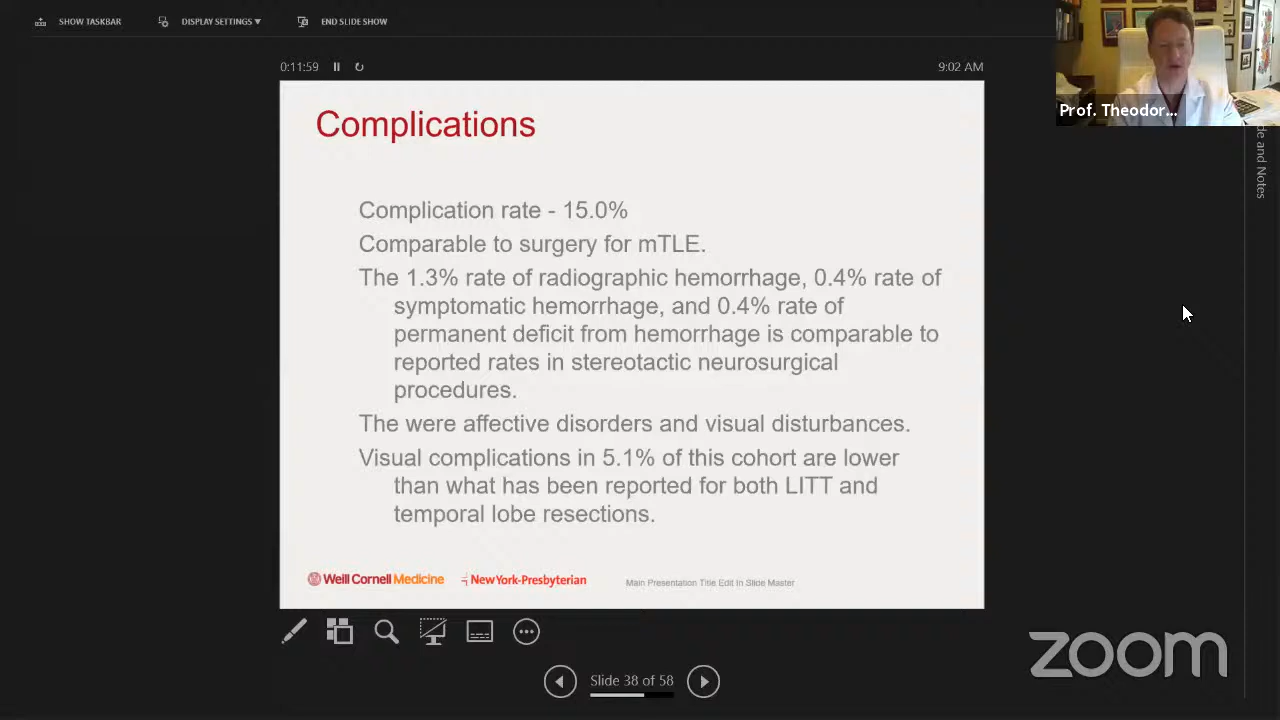 SHOW TASKBAR
DISPLAY SETTINGS
END SLIDE SHOW
0:11:59
9:02 AM
Prof. Theodor...
Complications
Complication rate - 15.0%
Comparable to surgery for mTLE.
The 1.3% rate of radiographic hemorrhage, 0.4% rate of
symptomatic hemorrhage, and 0.4% rate of
permanent deficit from hemorrhage is comparable to
reported rates in stereotactic neurosurgical
procedures.
The were affective disorders and visual disturbances.
Visual complications in 5.1% of this cohort are lower
than what has been reported for both LITT and
temporal lobe resections.
Weill Cornell Medicine
NewYork-Presbyterian
Main Presentation Title Edit In Slide Master
Slide 38 of 58
zoom
and Notes